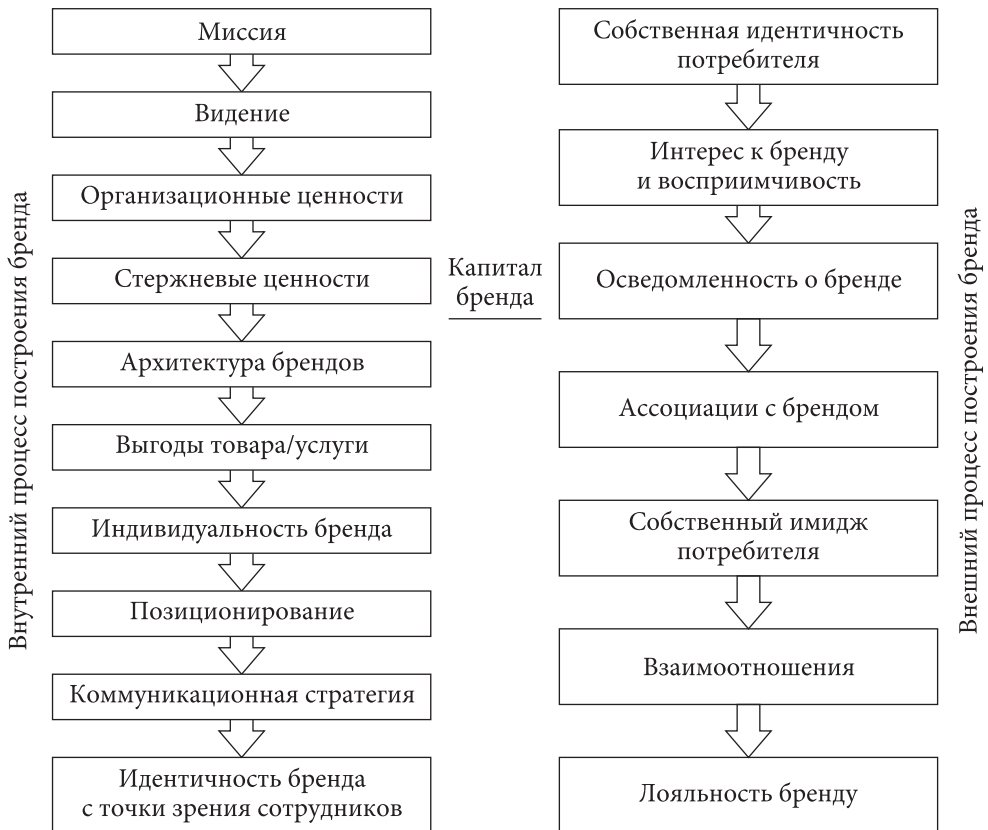 Внутренний процесс построения бренда
Миссия
Видение
Организационные ценности
Стержневые ценности
Архитектура брендов
Выгоды товара/услуги
Индивидуальность бренда
Позиционирование
Коммуникационная стратегия
Идентичность бренда
с точки зрения сотрудников
Капитал
бренда
Собственная идентичность
потребителя
Интерес к бренду
и восприимчивость
Осведомленность о бренде
Ассоциации с брендом
Собственный имидж
потребителя
Взаимоотношения
Лояльность бренду
Внешний процесс построения бренда